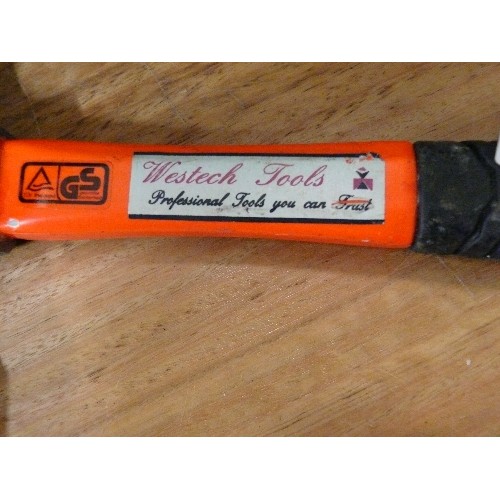 GS
Westech Tools
Professional Tools you can Trust